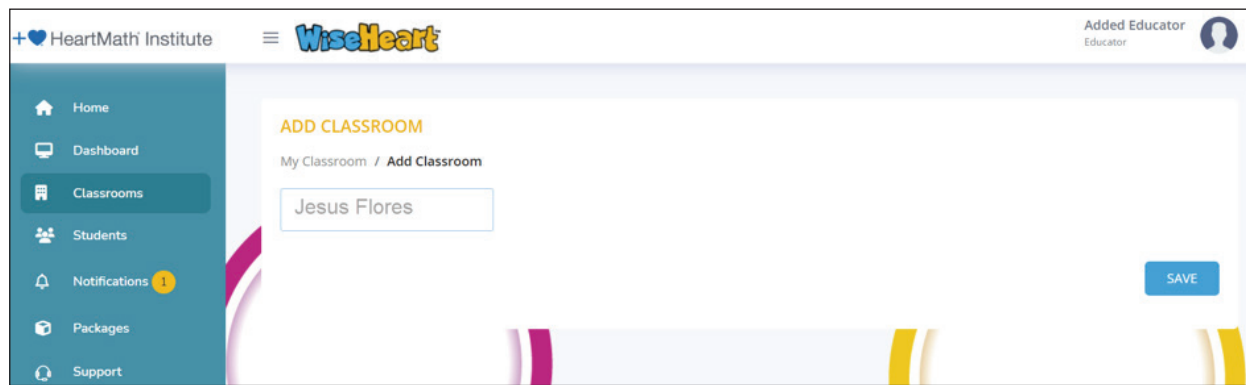 HeartMath Institute
WiseHeart
Added Educator
Educator
Home
Dashboard
Classrooms
Students
Notifications 1
Packages
Support
ADD CLASSROOM
My Classroom / Add Classroom
Jesus Flores
SAVE